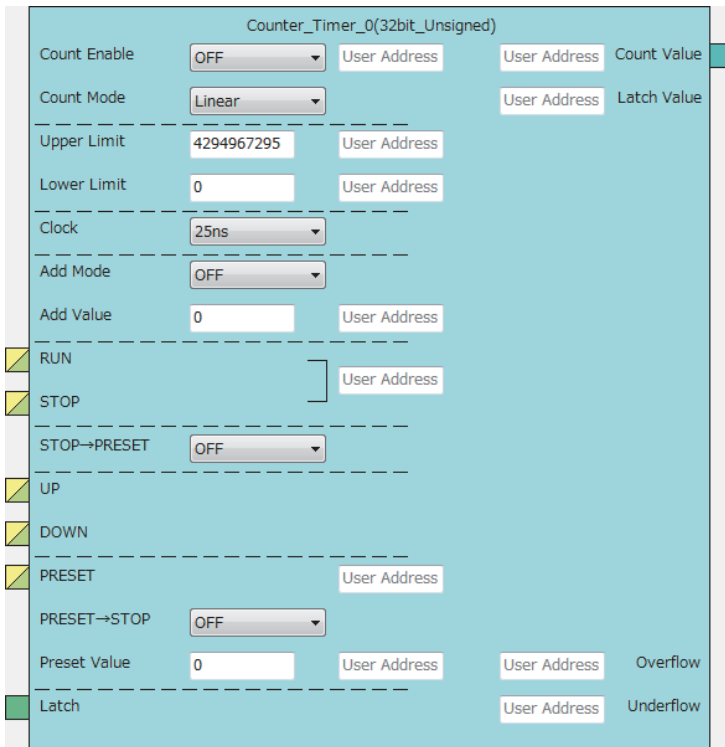 Counter_Timer_0(32bit_Unsigned)
Count Enable OFF User Address User Address Count Value
Count Mode Linear User Address Latch Value
Upper Limit 4294967295 User Address
Lower Limit 0 User Address
Clock 25ns
Add Mode OFF
Add Value 0 User Address
RUN
User Address
STOP
STOP→PRESET OFF
UP
DOWN
PRESET User Address
PRESET→STOP OFF
Preset Value 0 User Address User Address Overflow
Latch User Address Underflow